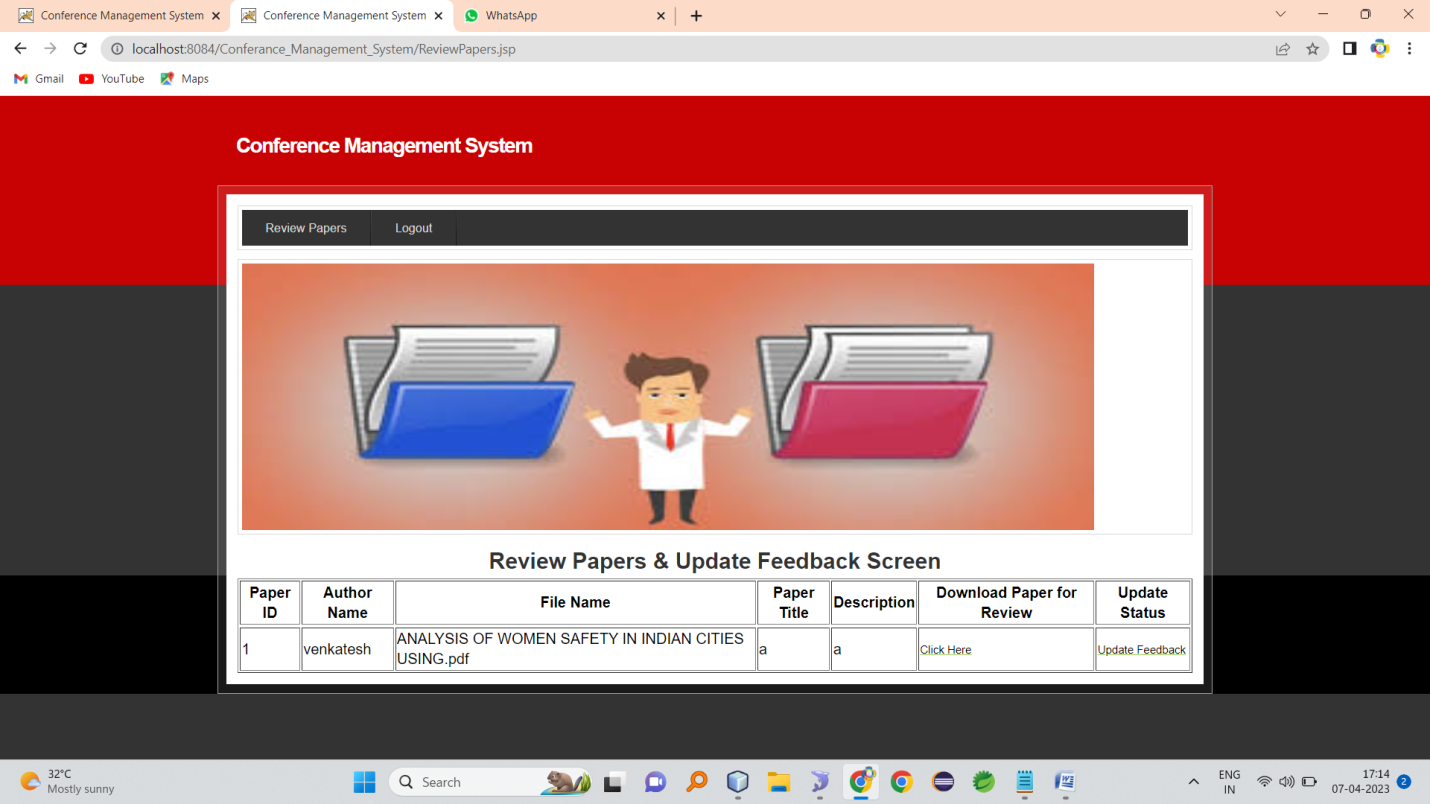 Conference Management System
Conference Management System
WhatsApp
localhost:8084/Conferance_Management_System/ReviewPapers.jsp
Gmail YouTube Maps
Conference Management System
Review Papers Logout
Review Papers & Update Feedback Screen
Paper ID Author Name File Name Paper Title Description Download Paper for Review Update Status
1 venkatesh ANALYSIS OF WOMEN SAFETY IN INDIAN CITIES USING.pdf a a Click Here Update Feedback
32°C
Mostly sunny
Search
ENG
IN
17:14
07-04-2023
2